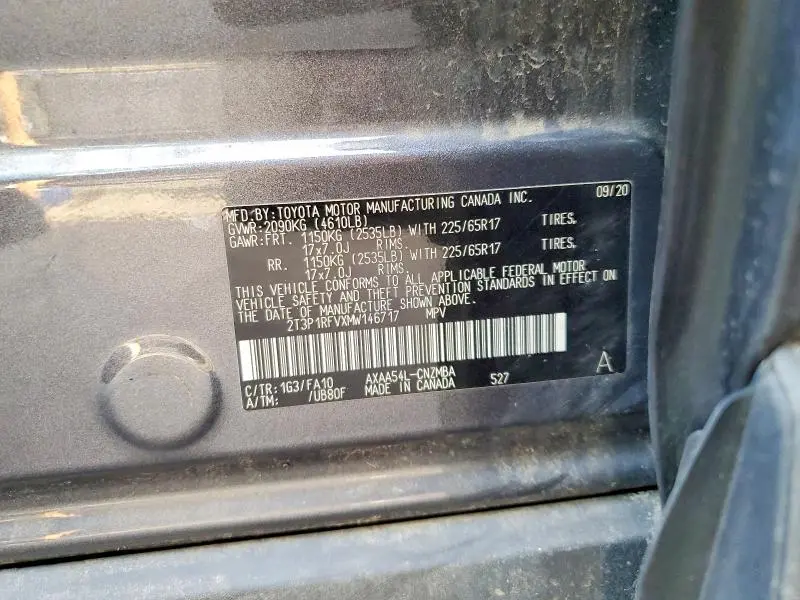 MFD.BY:TOYOTA MOTOR MANUFACTURING CANADA INC. 09/20
GVWR:2090KG (4610LB)
GAWR:FRT. 1150KG (2535LB) WITH 225/65R17 TIRES,
17x7.0J RIMS,
RR. 1150KG (2535LB) WITH 225/65R17 TIRES,
17x7.0J RIMS,
THIS VEHICLE CONFORMS TO ALL APPLICABLE FEDERAL MOTOR
VEHICLE SAFETY AND THEFT PREVENTION STANDARDS IN EFFECT ON
THE DATE OF MANUFACTURE SHOWN ABOVE.
2T3P1RFVXMW146717 MPV
C/TR:1G3/FA10 AXAA54L-CNZMBA 527 A
A/TM: /UB80F MADE IN CANADA